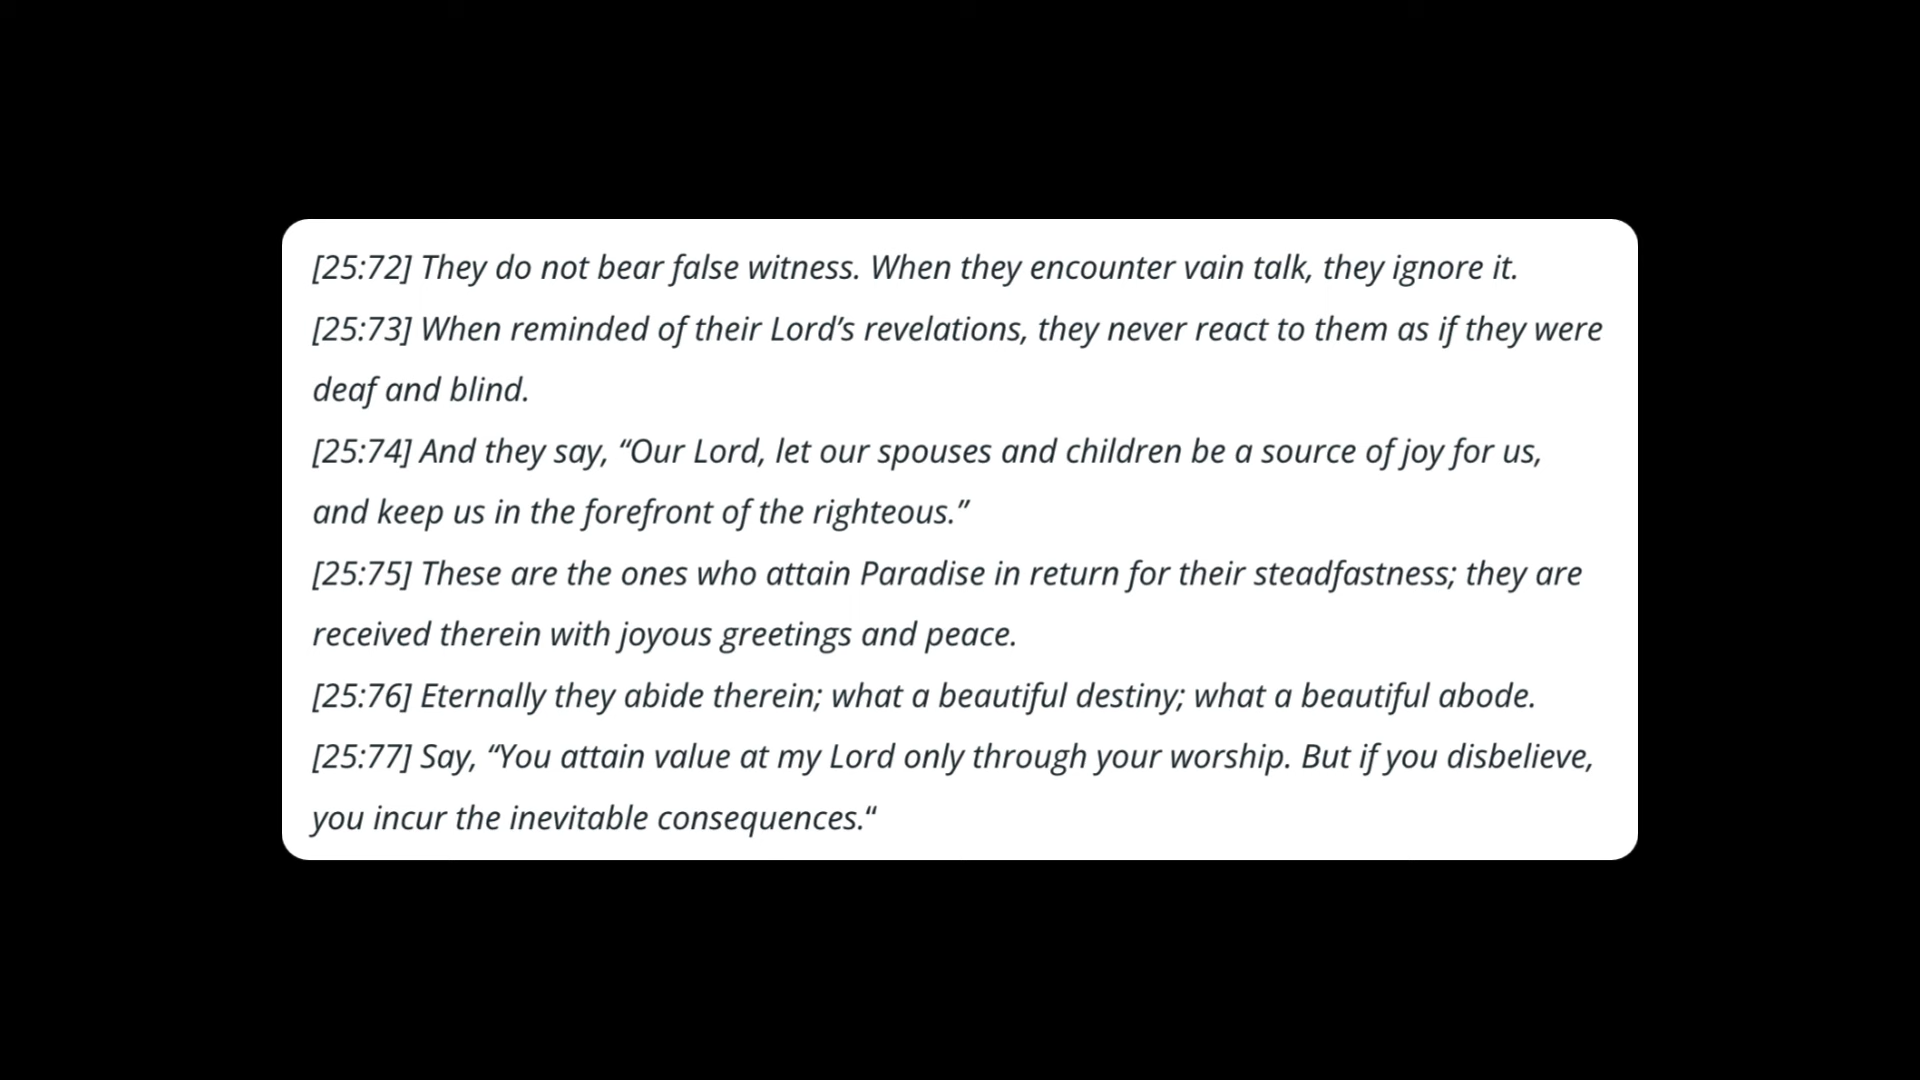 [25:72] They do not bear false witness. When they encounter vain talk, they ignore it.
[25:73] When reminded of their Lord’s revelations, they never react to them as if they were
deaf and blind.
[25:74] And they say, “Our Lord, let our spouses and children be a source of joy for us,
and keep us in the forefront of the righteous.”
[25:75] These are the ones who attain Paradise in return for their steadfastness; they are
received therein with joyous greetings and peace.
[25:76] Eternally they abide therein; what a beautiful destiny; what a beautiful abode.
[25:77] Say, “You attain value at my Lord only through your worship. But if you disbelieve,
you incur the inevitable consequences.“